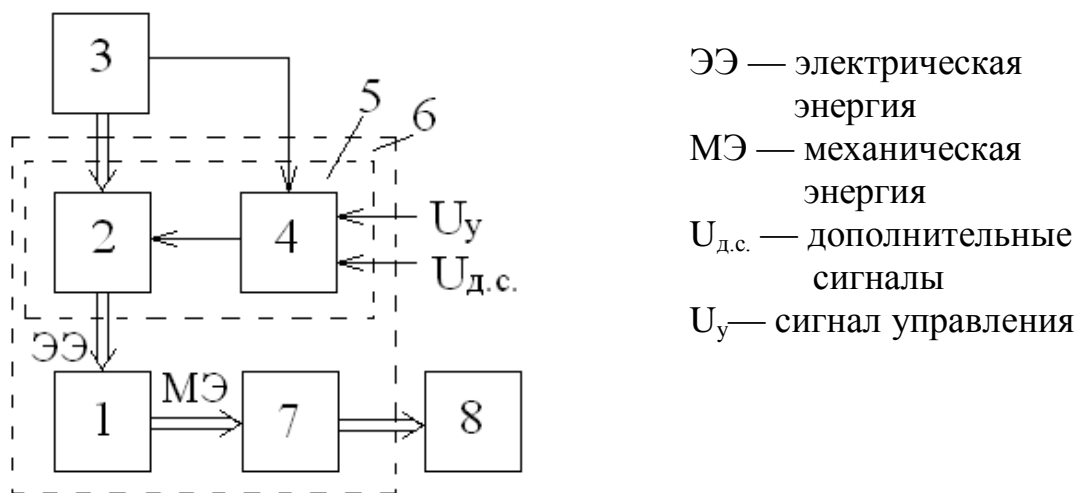 3
5
6
2
4
Uу
Uд.с.
ЭЭ
1
МЭ
7
8
ЭЭ — электрическая
энергия
МЭ — механическая
энергия
Uд.с. — дополнительные
сигналы
Uу— сигнал управления